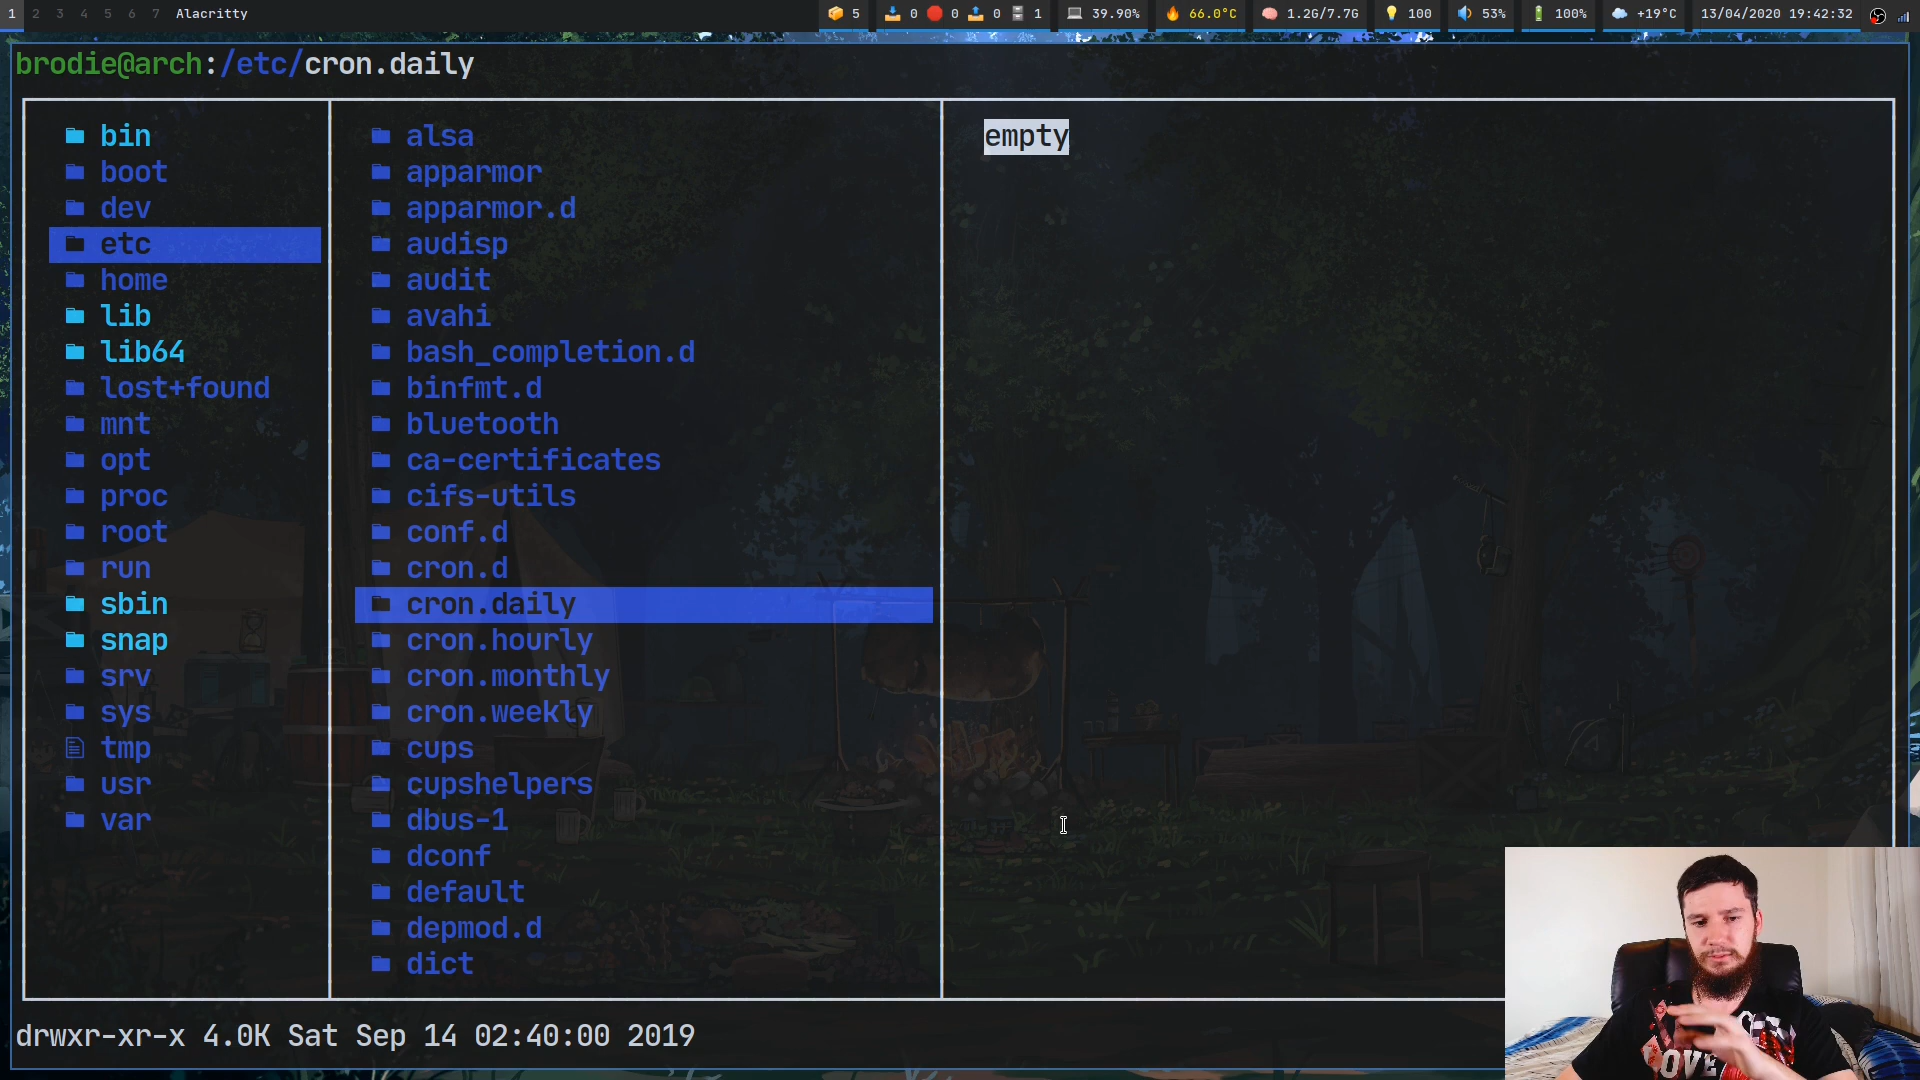 1 2 3 4 5 6 7 Alacritty 5 0 0 0 1 39.90% 66.0°C 1.2G/7.7G 100 53% 100% +19°C 13/04/2020 19:42:32
brodie@arch:/etc/cron.daily
bin
boot
dev
etc
home
lib
lib64
lost+found
mnt
opt
proc
root
run
sbin
snap
srv
sys
tmp
usr
var
alsa
apparmor
apparmor.d
audisp
audit
avahi
bash_completion.d
binfmt.d
bluetooth
ca-certificates
cifs-utils
conf.d
cron.d
cron.daily
cron.hourly
cron.monthly
cron.weekly
cups
cupshelpers
dbus-1
dconf
default
depmod.d
dict
empty
drwxr-xr-x 4.0K Sat Sep 14 02:40:00 2019